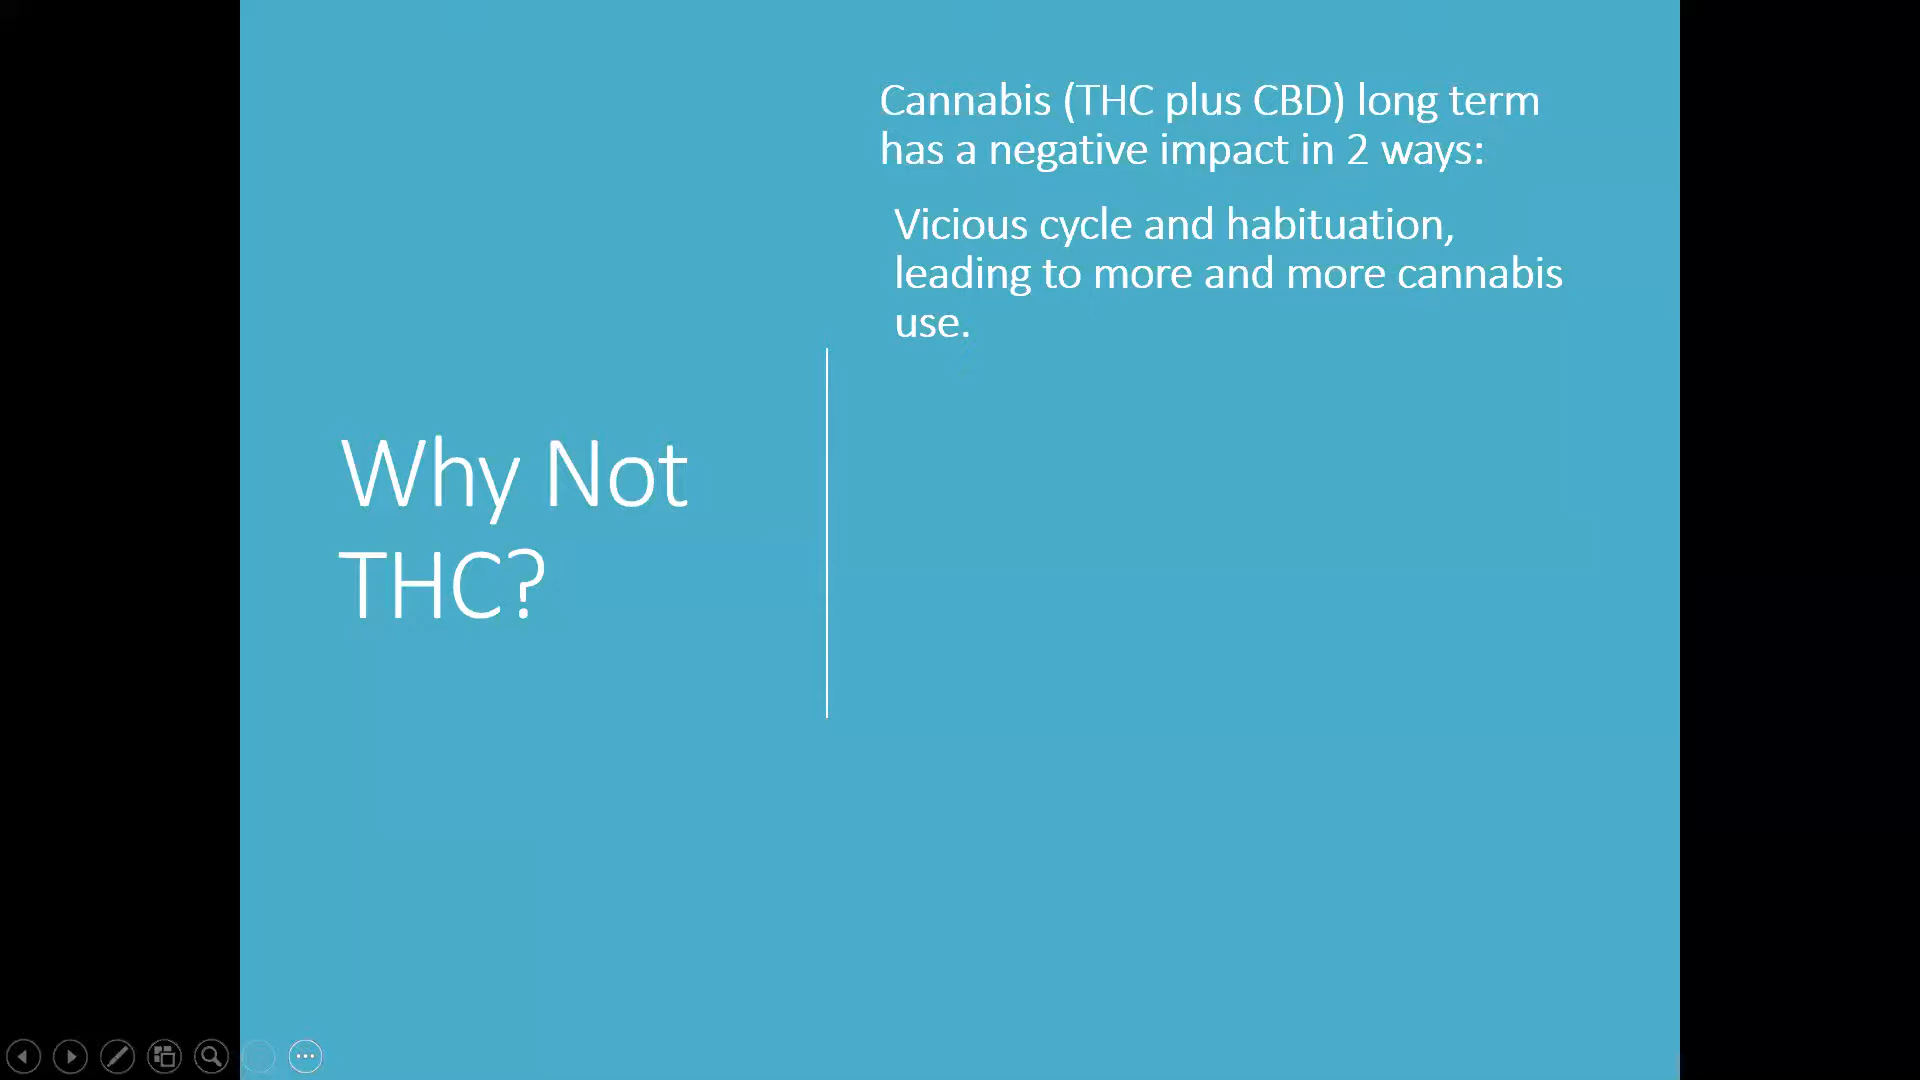 Why Not
THC?
Cannabis (THC plus CBD) long term
has a negative impact in 2 ways:
Vicious cycle and habituation,
leading to more and more cannabis
use.